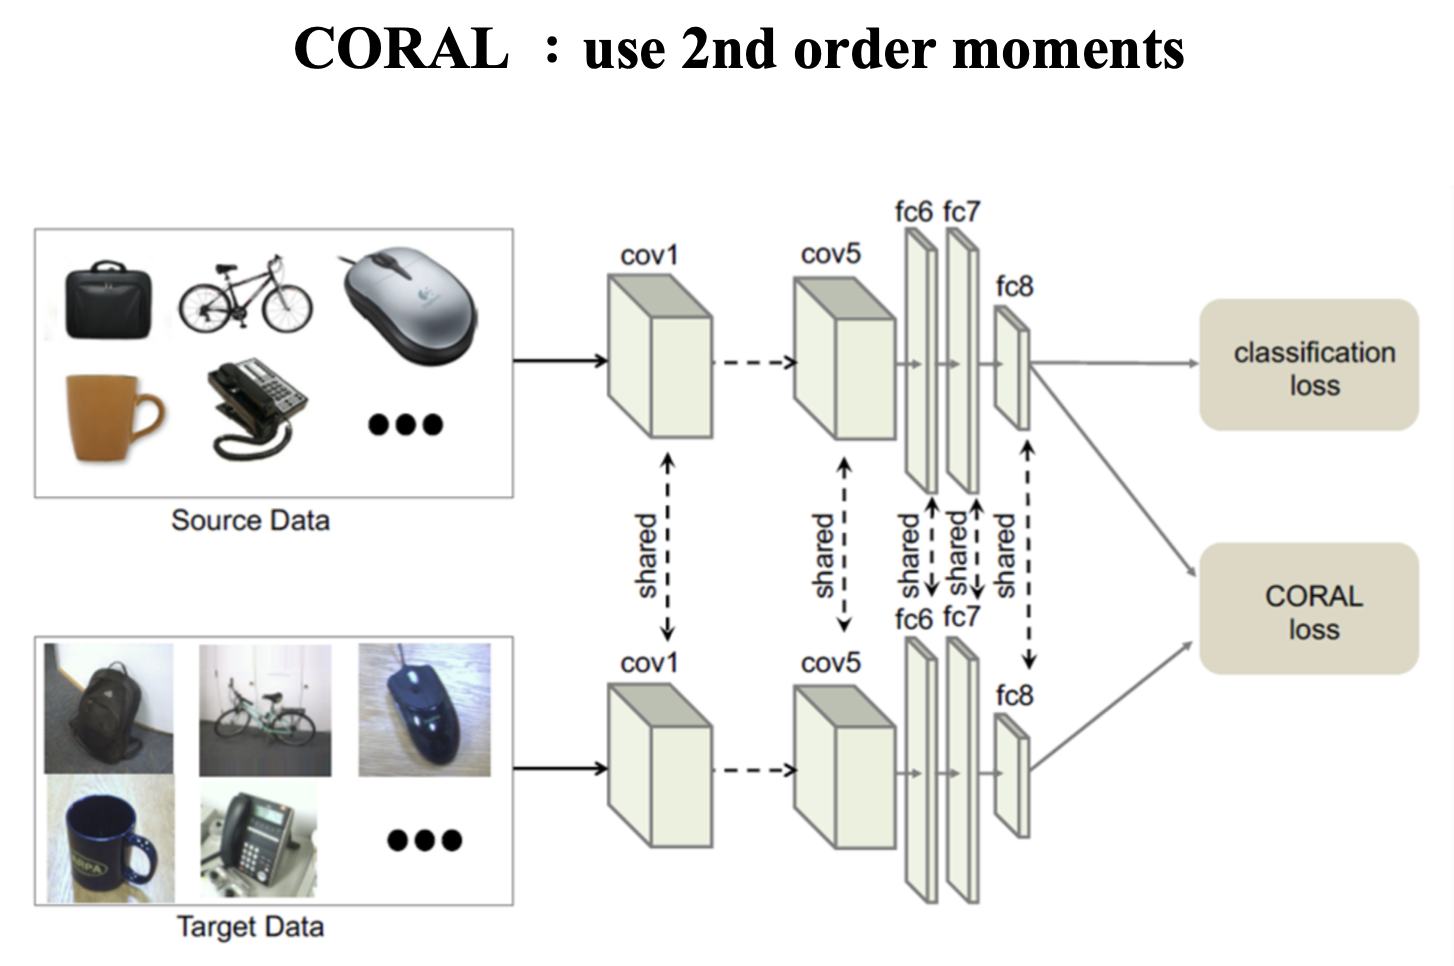 CORAL ：use 2nd order moments
fc6 fc7
cov1
cov5
fc8
classification
loss
Source Data
shared
shared
shared
shared
shared
CORAL
loss
fc6 fc7
cov1
cov5
fc8
ARPA
Target Data